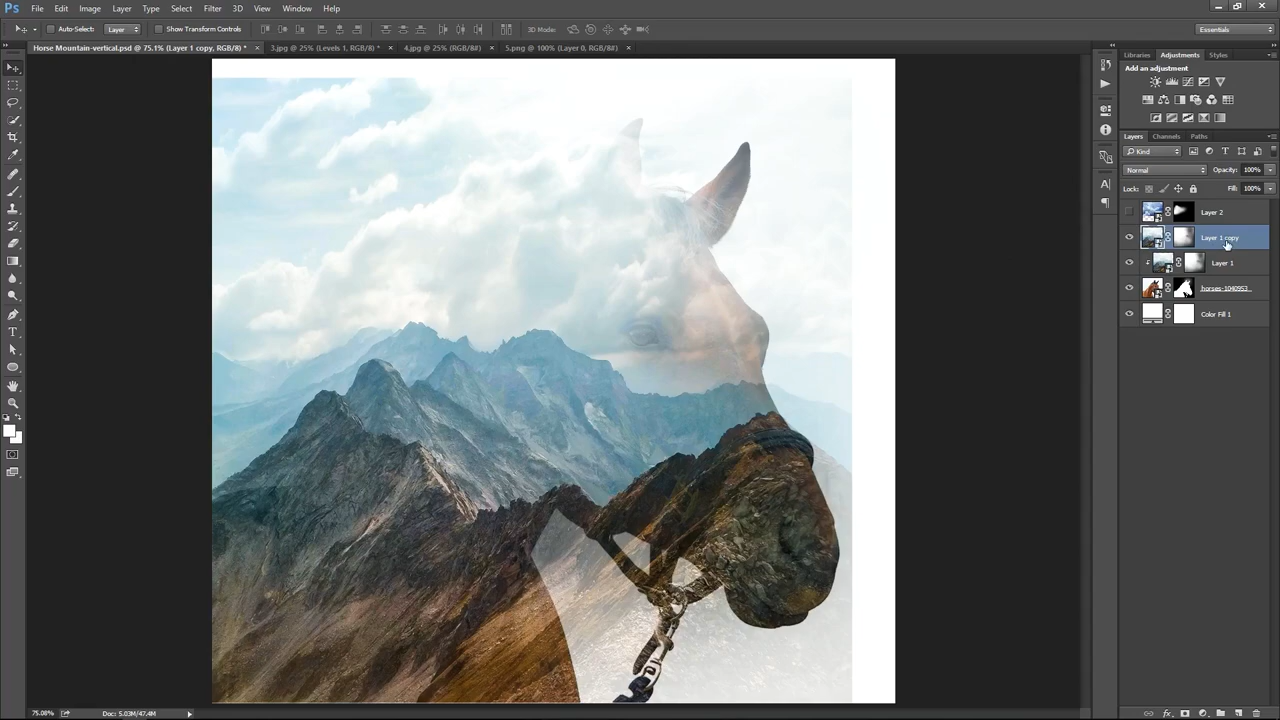 Ps File Edit Image Layer Type Select Filter 3D View Window Help
Auto-Select: Layer Show Transform Controls 3D Mode: Essentials
Horse Mountain-vertical.psd @ 75.1% (Layer 1 copy, RGB/8) * × 3.jpg @ 25% (Levels 1, RGB/8) * × 4.jpg @ 25% (RGB/8#) × 5.png @ 100% (Layer 0, RGB/8#) ×
Libraries Adjustments Styles
Add an adjustment
Layers Channels Paths
Kind
Normal Opacity: 100%
Lock: Fill: 100%
Layer 2
Layer 1 copy
Layer 1
horses-1040953...
Color Fill 1
75.08% Doc: 5.03M/47.4M